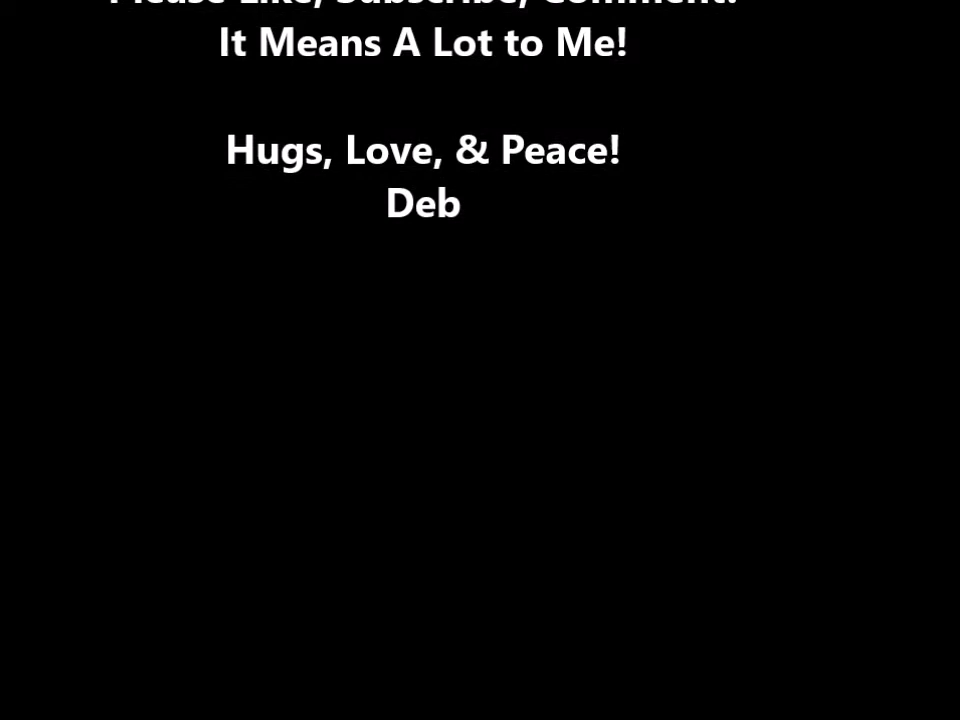 Please Like, Subscribe, Comment!
It Means A Lot to Me!
Hugs, Love, & Peace!
Deb